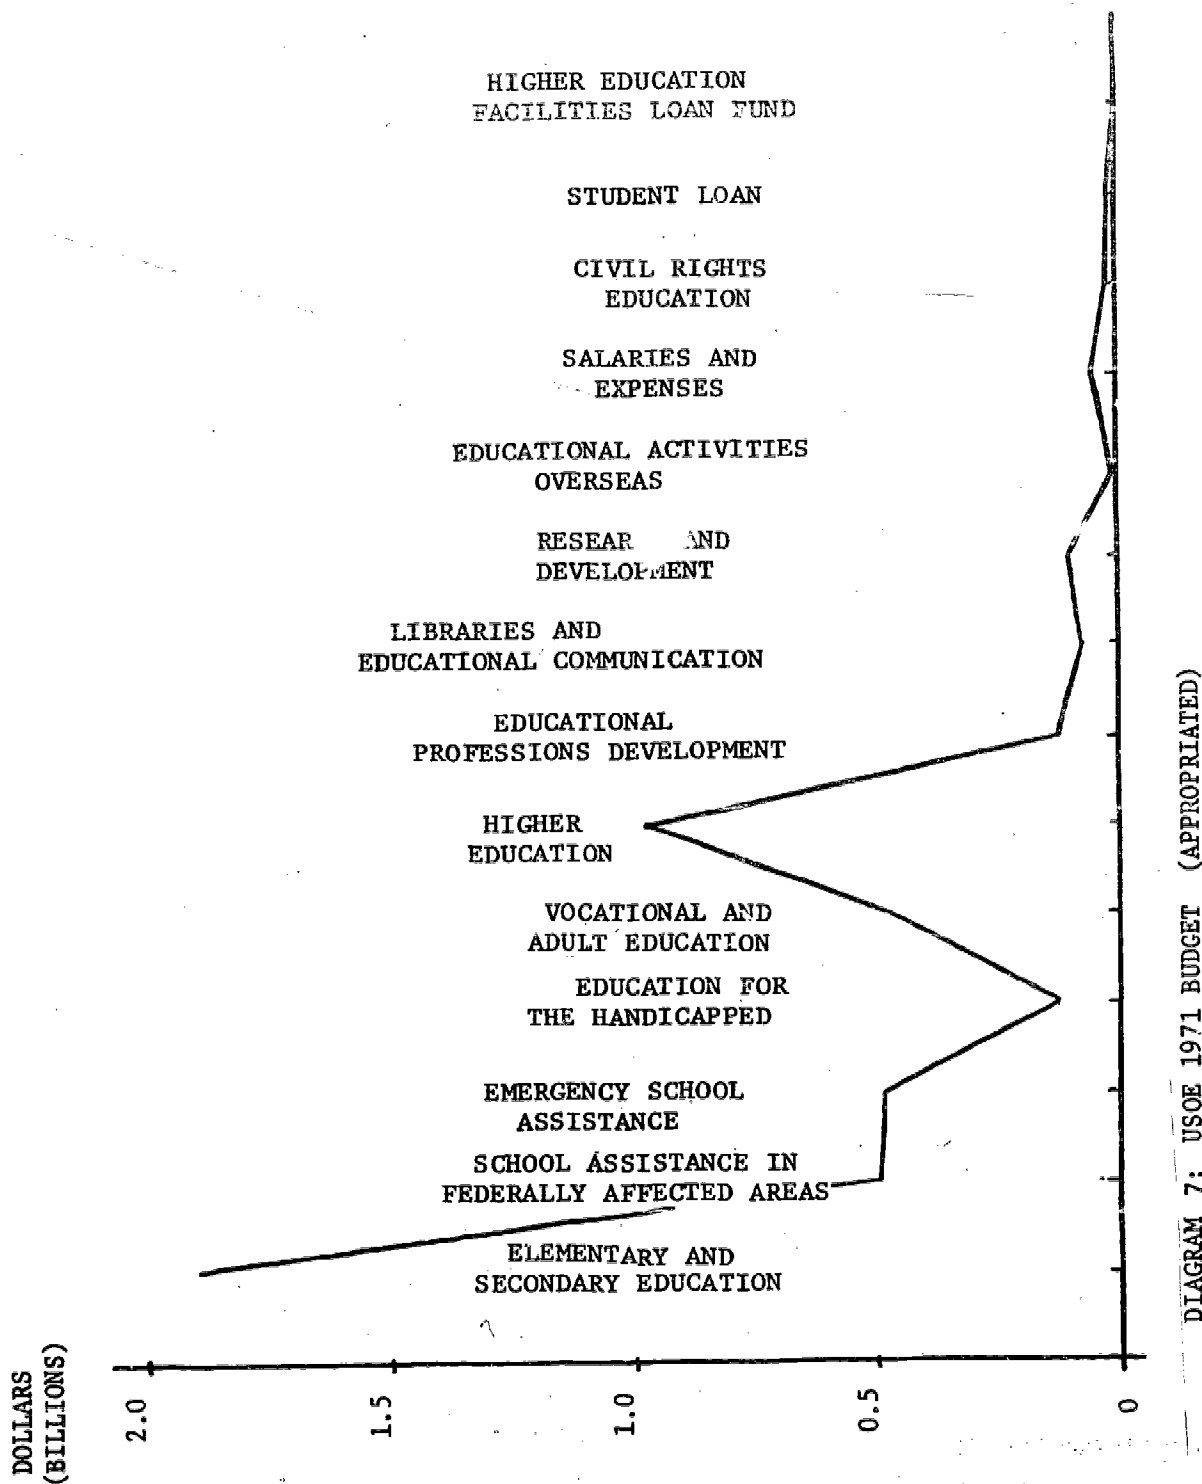 HIGHER EDUCATION
FACILITIES LOAN FUND
STUDENT LOAN
CIVIL RIGHTS
EDUCATION
SALARIES AND
EXPENSES
EDUCATIONAL ACTIVITIES
OVERSEAS
RESEAR AND
DEVELOPMENT
LIBRARIES AND
EDUCATIONAL COMMUNICATION
EDUCATIONAL
PROFESSIONS DEVELOPMENT
HIGHER
EDUCATION
VOCATIONAL AND
ADULT EDUCATION
EDUCATION FOR
THE HANDICAPPED
EMERGENCY SCHOOL
ASSISTANCE
SCHOOL ASSISTANCE IN
FEDERALLY AFFECTED AREAS
ELEMENTARY AND
SECONDARY EDUCATION
DOLLARS
(BILLIONS)
2.0
1.5
1.0
0.5
0
DIAGRAM 7: USOE 1971 BUDGET (APPROPRIATED)